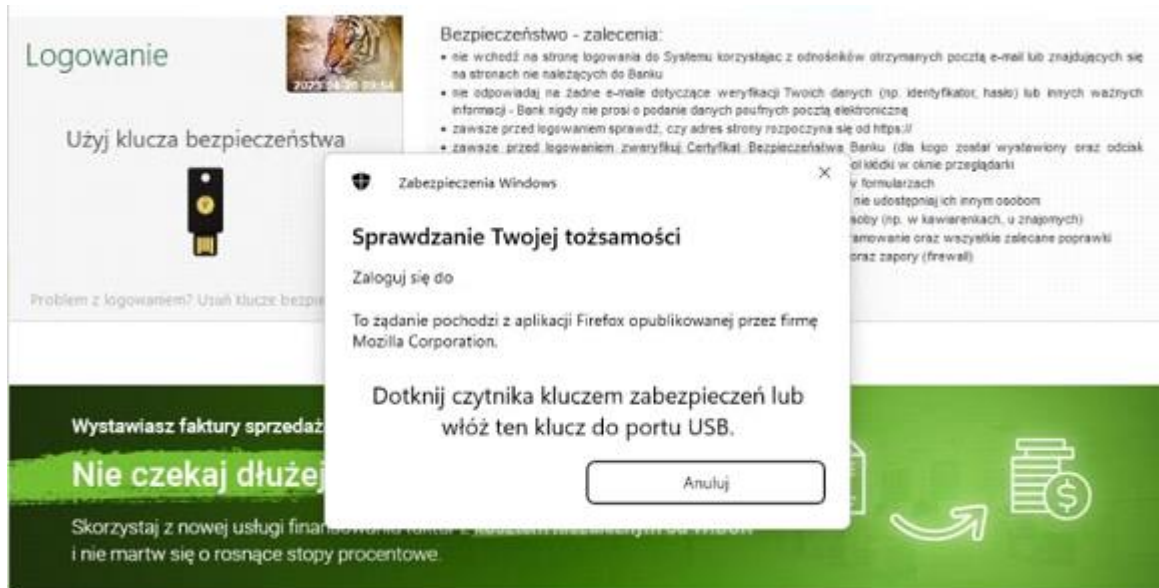 Logowanie
Użyj klucza bezpieczeństwa
Problem z logowaniem? Usuń klucze
Bezpieczeństwo - zalecenia:
• nie wchodź na stronę logowania do Systemu korzystając z odnośników otrzymanych pocztą e-mail lub znajdujących się
na stronach nie należących do Banku
• nie odpowiadaj na żadne e-maile dotyczące weryfikacji Twoich danych (np. identyfikator, hasło) lub innych ważnych
informacji - Bank nigdy nie prosi o podanie danych poufnych pocztą elektroniczną
• zawsze przed logowaniem sprawdź, czy adres strony rozpoczyna się od https://
• zawsze przed logowaniem zweryfikuj Certyfikat Bezpieczeństwa Banku (dla kogo został wystawiony oraz odcisk
kłódki w oknie przeglądarki
formularzach
nie udostępniaj ich innym osobom
(np. w kawiarenkach, u znajomych)
oraz wszystkie zalecane poprawki
oraz zapory (firewall)
Zabezpieczenia Windows
Sprawdzanie Twojej tożsamości
Zaloguj się do
To żądanie pochodzi z aplikacji Firefox opublikowanej przez firmę
Mozilla Corporation.
Dotknij czytnika kluczem zabezpieczeń lub
włóż ten klucz do portu USB.
Anuluj
Wystawiasz faktury
Nie czekaj dłużej
Skorzystaj z nowej usługi
i nie martw się o rosnące stopy procentowe.